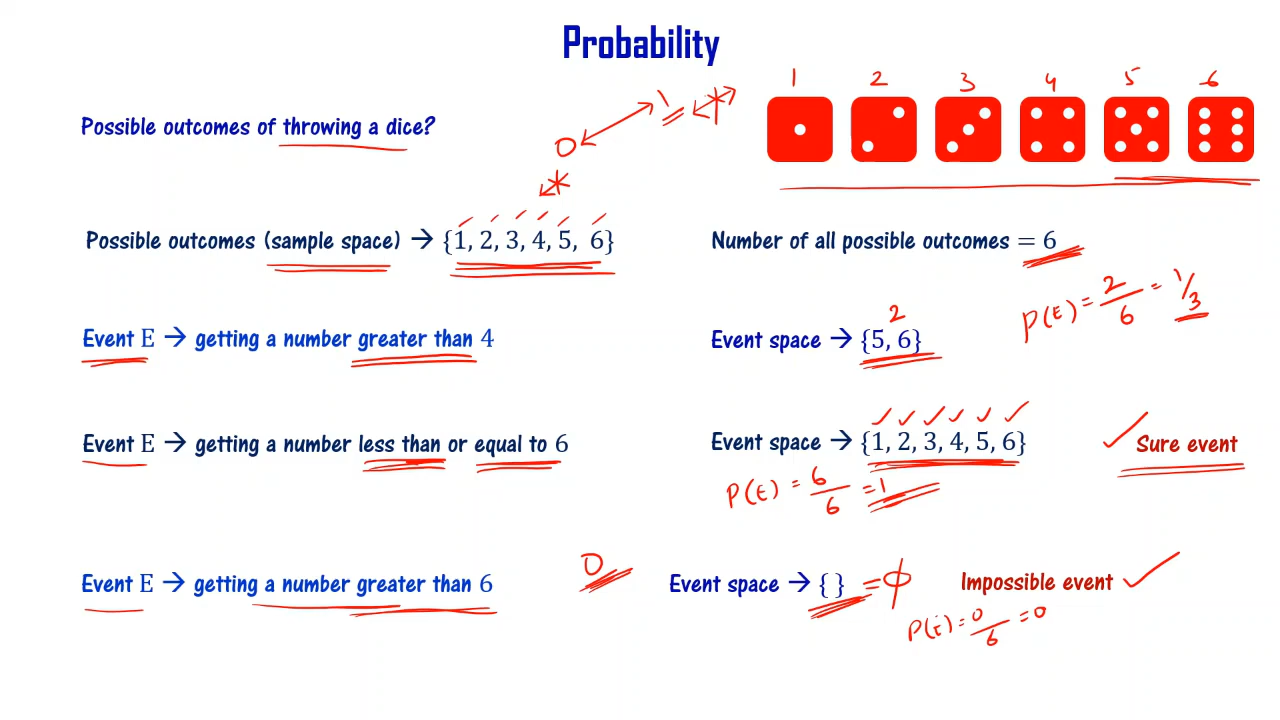 Probability
1 2 3 4 5 6
Possible outcomes of throwing a dice?
0 1
Possible outcomes (sample space) → {1, 2, 3, 4, 5, 6}
Number of all possible outcomes = 6
P(E) = 2/6 = 1/3
Event E → getting a number greater than 4
2
Event space → {5, 6}
Event E → getting a number less than or equal to 6
Event space → {1, 2, 3, 4, 5, 6}
Sure event
P(E) = 6/6 = 1
Event E → getting a number greater than 6
0
Event space → { } = ϕ
Impossible event
P(E) = 0/6 = 0